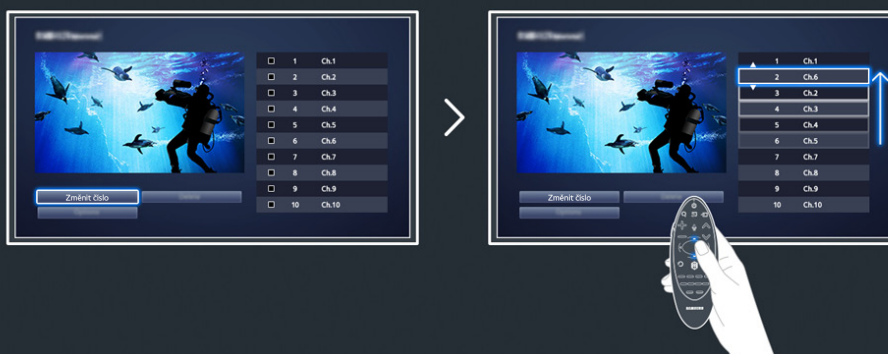 1 Ch.1
2 Ch.2
3 Ch.3
4 Ch.4
5 Ch.5
6 Ch.6
7 Ch.7
8 Ch.8
9 Ch.9
10 Ch.10
Změnit číslo
1 Ch.1
2 Ch.6
3 Ch.2
4 Ch.3
5 Ch.4
6 Ch.5
7 Ch.7
8 Ch.8
9 Ch.9
10 Ch.10
Změnit číslo